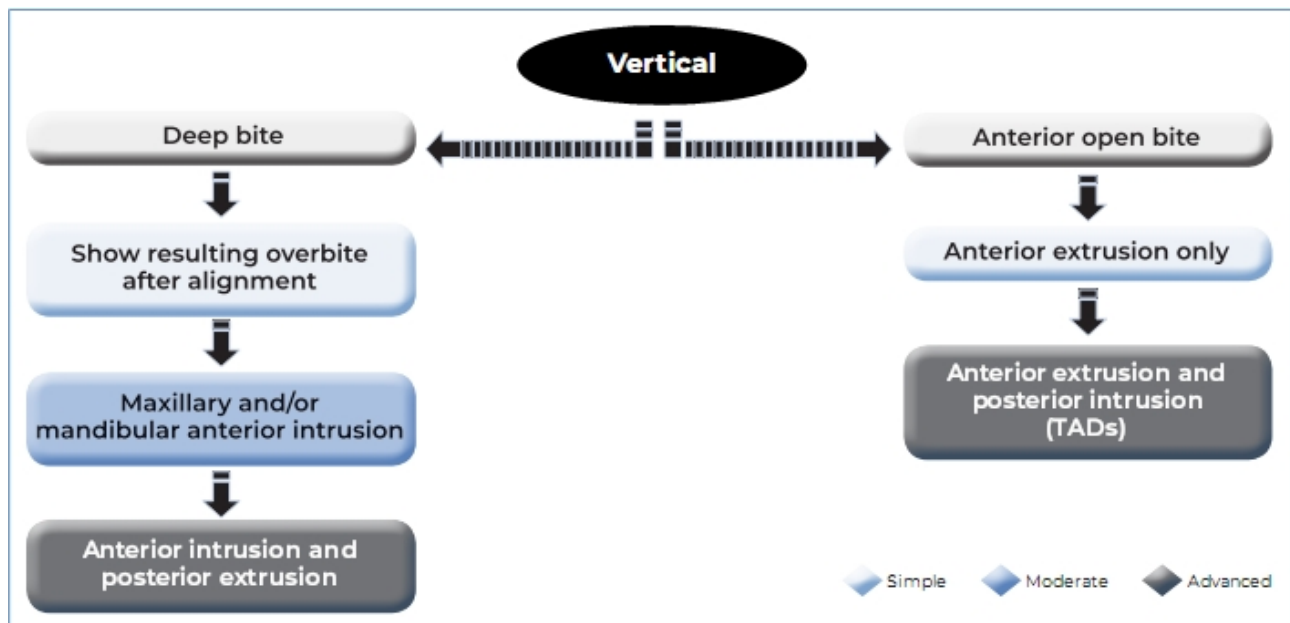 Vertical
Deep bite
Show resulting overbite
after alignment
Maxillary and/or
mandibular anterior intrusion
Anterior intrusion and
posterior extrusion
Anterior open bite
Anterior extrusion only
Anterior extrusion and
posterior intrusion
(TADs)
Simple
Moderate
Advanced